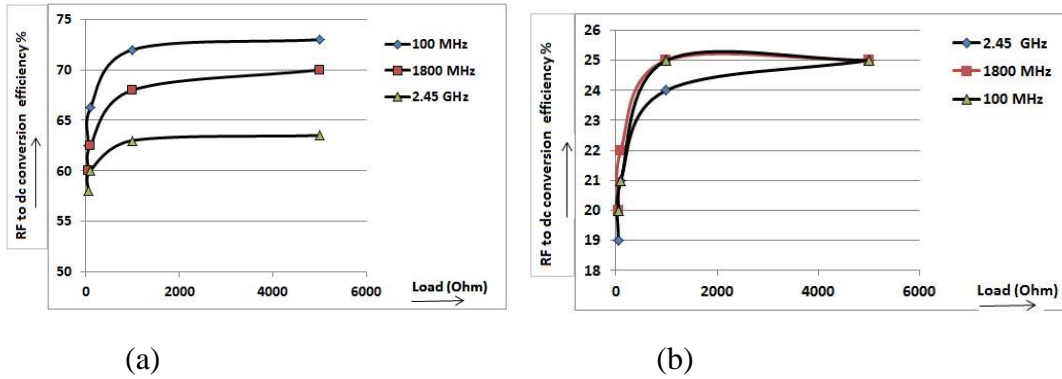 RF to dc conversion efficiency %
75
70
65
60
55
50
0
2000
4000
6000
Load (Ohm)
100 MHz
1800 MHz
2.45 GHz
(a)
RF to dc conversion efficiency %
26
25
24
23
22
21
20
19
18
0
2000
4000
6000
Load (Ohm)
2.45 GHz
1800 MHz
100 MHz
(b)